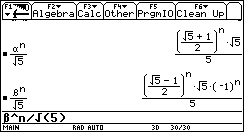 F1 F2 F3 F4 F5 F6
Algebra Calc Other PrgmIO Clean Up
■ αⁿ/√5   ((√5 + 1)/2)ⁿ·√5/5
■ βⁿ/√5   ((√5 − 1)/2)ⁿ·√5·(-1)ⁿ/5
β^n/√(5)
MAIN RAD AUTO 3D 30/30